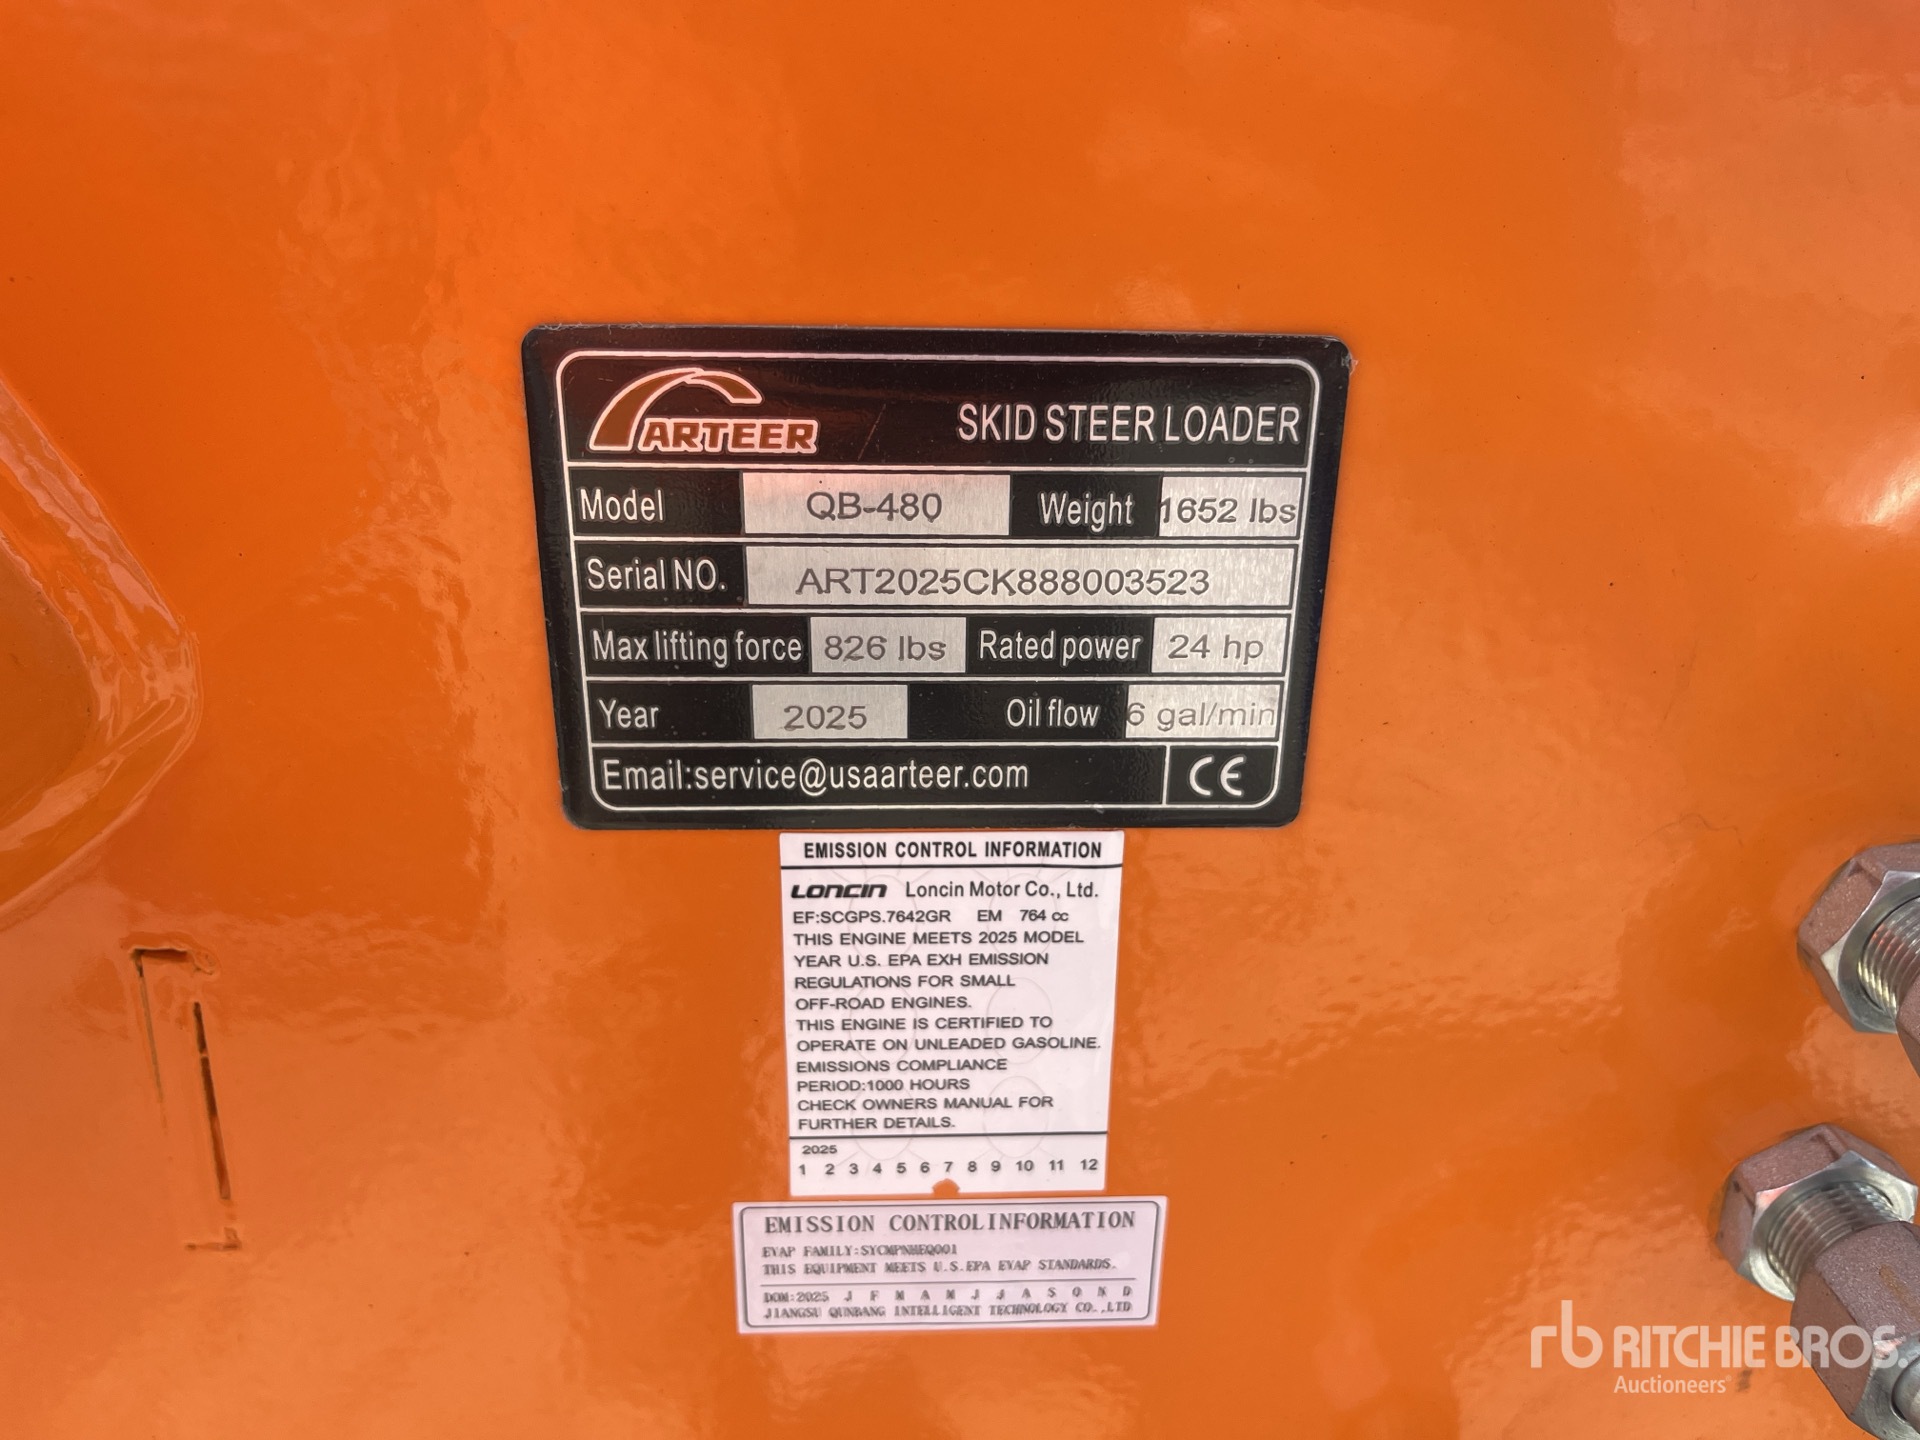 ARTEER SKID STEER LOADER
Model QB-480 Weight 1652 lbs
Serial NO. ART2025CK888003523
Max lifting force 826 lbs Rated power 24 hp
Year 2025 Oil flow 6 gal/min
Email:service@usaarteer.com CE
EMISSION CONTROL INFORMATION
LONCIN Loncin Motor Co., Ltd.
EF:SCGPS.7642GR EM 764 cc
THIS ENGINE MEETS 2025 MODEL
YEAR U.S. EPA EXH EMISSION
REGULATIONS FOR SMALL
OFF-ROAD ENGINES.
THIS ENGINE IS CERTIFIED TO
OPERATE ON UNLEADED GASOLINE.
EMISSIONS COMPLIANCE
PERIOD:1000 HOURS
CHECK OWNERS MANUAL FOR
FURTHER DETAILS.
2025
1 2 3 4 5 6 7 8 9 10 11 12
EMISSION CONTROL INFORMATION
EVAP FAMILY:SYCMPNHEQ001
THIS EQUIPMENT MEETS U.S.EPA EVAP STANDARDS.
DOM:2025 J F M A M J J A S O N D
JIANGSU QUNBANG INTELLIGENT TECHNOLOGY CO.,LTD
rb RITCHIE BROS.
Auctioneers